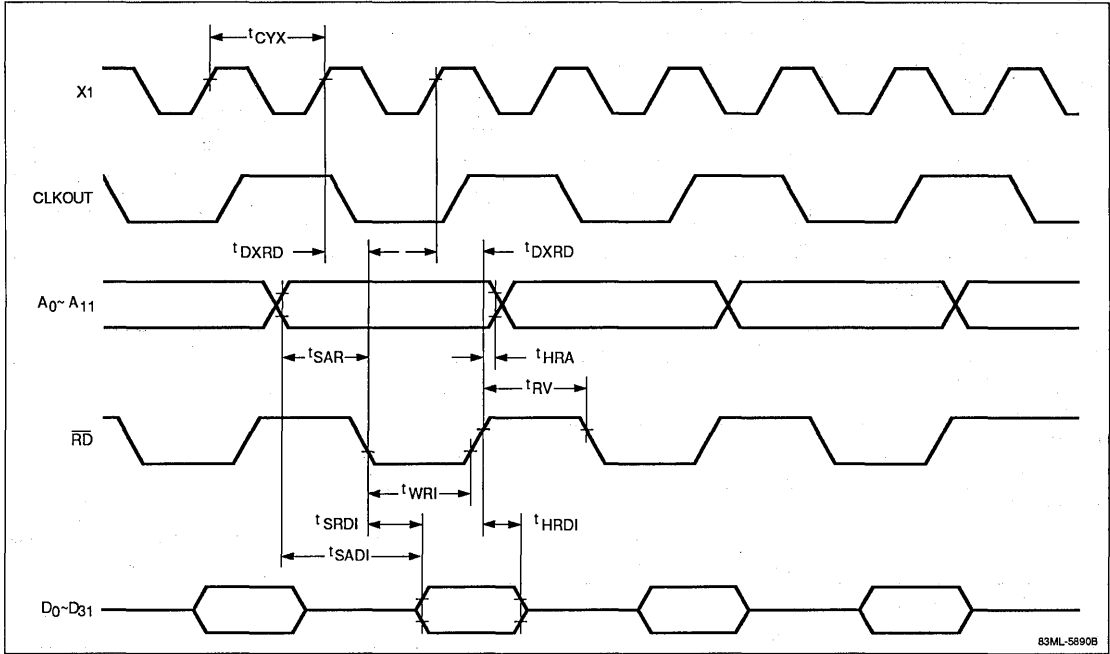 tCYX
X1
CLKOUT
tDXRD
tDXRD
A0~A11
tSAR
tHRA
tRV
RD
tWRI
tSRDI
tHRDI
tSADI
D0~D31
83ML-5890B